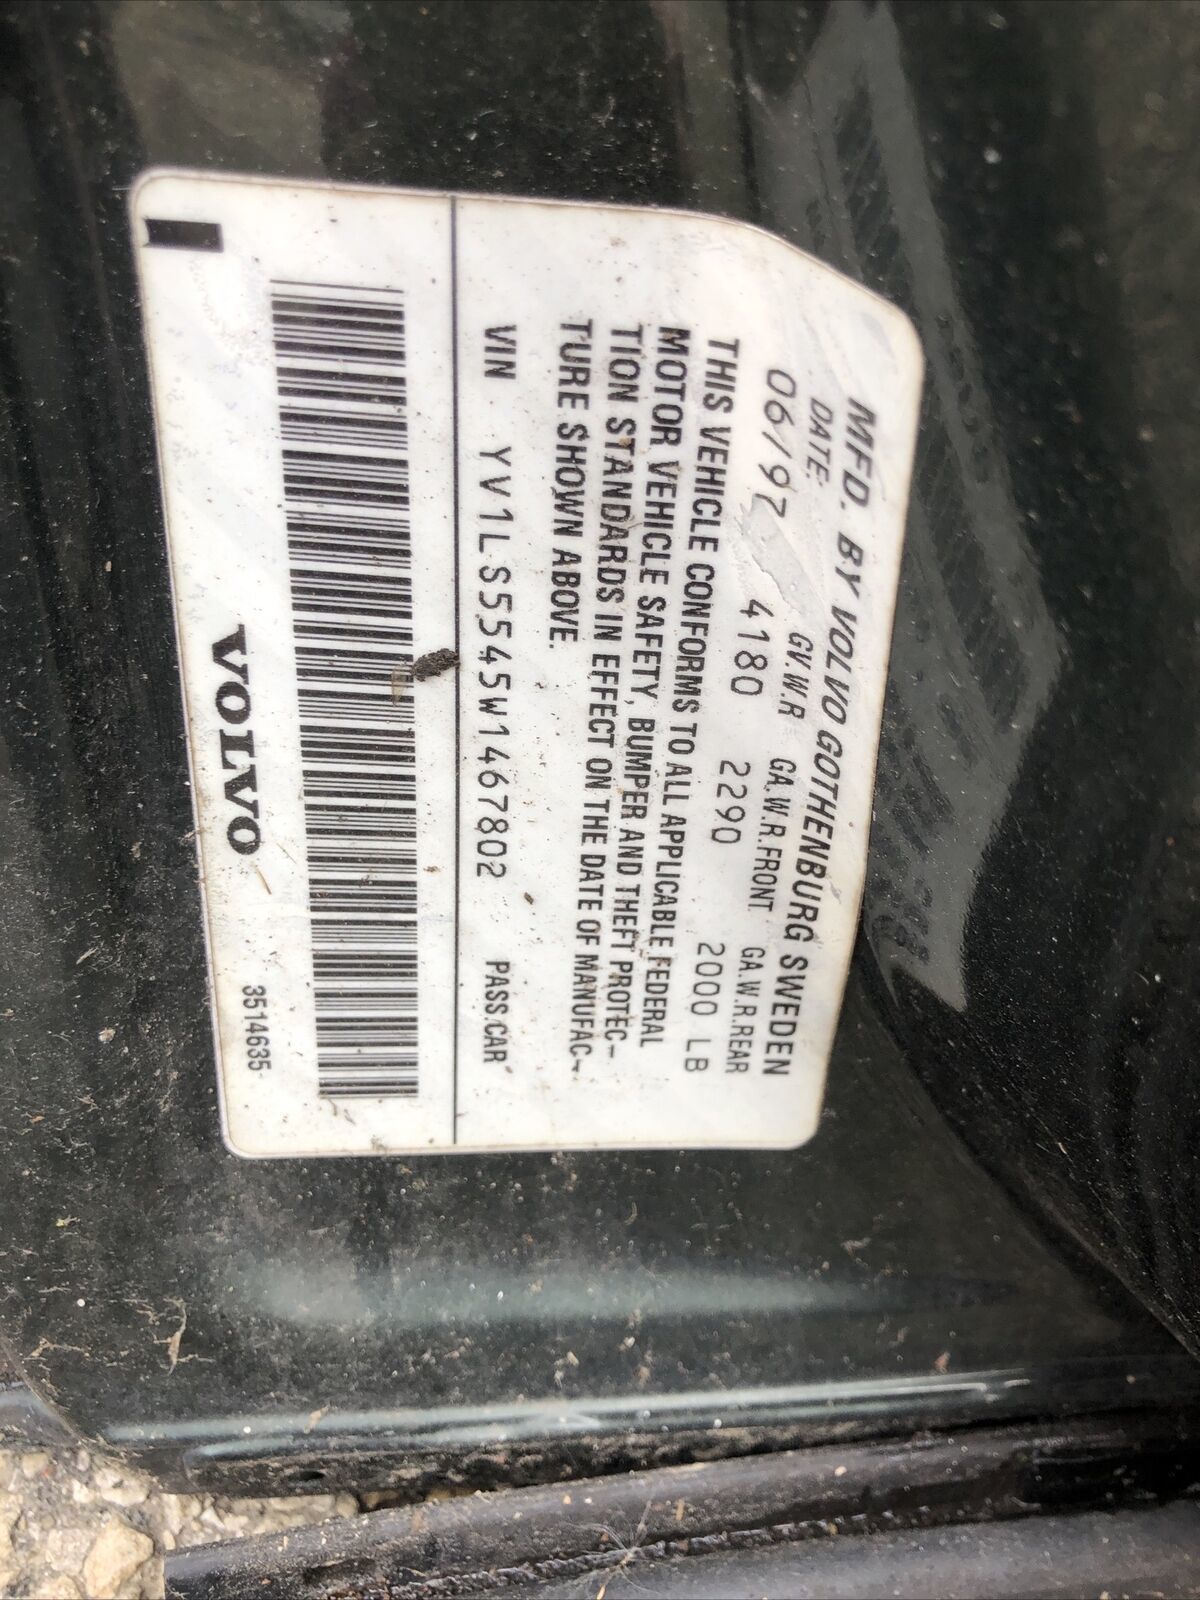 MFD. BY VOLVO GOTHENBURG SWEDEN
DATE: GV.W.R GA.W.R.FRONT. GA.W.R.REAR
06/92 4180 2290 2000 LB
THIS VEHICLE CONFORMS TO ALL APPLICABLE FEDERAL
MOTOR VEHICLE SAFETY, BUMPER AND THEFT PROTEC-
TION STANDARDS IN EFFECT ON THE DATE OF MANUFAC-
TURE SHOWN ABOVE.
VIN YV1LS5545W1467802 PASS.CAR
VOLVO 3514635